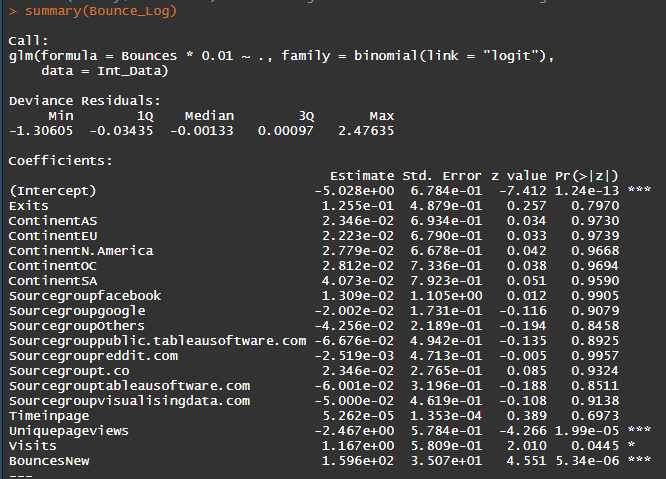 > summary(Bounce_Log)
Call:
glm(formula = Bounces * 0.01 ~ ., family = binomial(link = "logit"),
data = Int_Data)
Deviance Residuals:
Min 1Q Median 3Q Max
-1.30605 -0.03435 -0.00133 0.00097 2.47635
Coefficients:
Estimate Std. Error z value Pr(>|z|)
(Intercept) -5.028e+00 6.784e-01 -7.412 1.24e-13 ***
Exits 1.255e-01 4.879e-01 0.257 0.7970
ContinentAS 2.346e-02 6.934e-01 0.034 0.9730
ContinentEU 2.223e-02 6.790e-01 0.033 0.9739
ContinentN.America 2.779e-02 6.678e-01 0.042 0.9668
ContinentOC 2.812e-02 7.336e-01 0.038 0.9694
ContinentSA 4.073e-02 7.923e-01 0.051 0.9590
Sourcegroupfacebook 1.309e-02 1.105e+00 0.012 0.9905
Sourcegroupgoogle -2.002e-02 1.731e-01 -0.116 0.9079
SourcegroupOthers -4.256e-02 2.189e-01 -0.194 0.8458
Sourcegrouppublic.tableausoftware.com -6.676e-02 4.942e-01 -0.135 0.8925
Sourcegroupreddit.com -2.519e-03 4.713e-01 -0.005 0.9957
Sourcegroupt.co 2.346e-02 2.765e-01 0.085 0.9324
Sourcegrouptableausoftware.com -6.001e-02 3.196e-01 -0.188 0.8511
Sourcegroupvisualisingdata.com -5.000e-02 4.619e-01 -0.108 0.9138
Timeinpage 5.262e-05 1.353e-04 0.389 0.6973
Uniquepageviews -2.467e+00 5.784e-01 -4.266 1.99e-05 ***
Visits 1.167e+00 5.809e-01 2.010 0.0445 *
BouncesNew 1.596e+02 3.507e+01 4.551 5.34e-06 ***
---